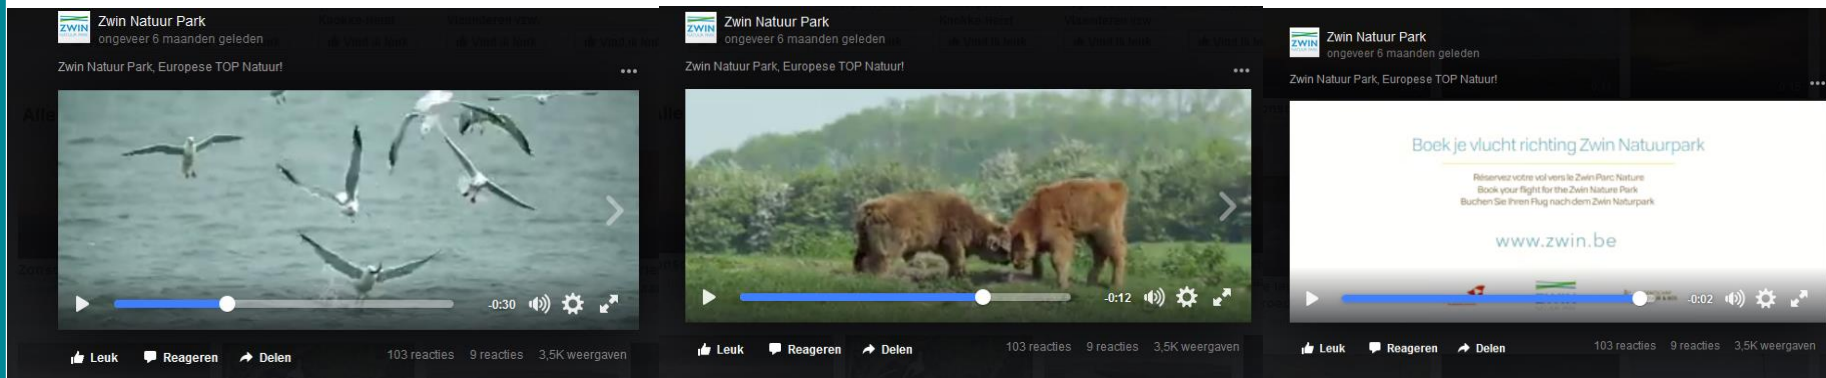 ZWIN
Zwin Natuur Park
ongeveer 6 maanden geleden
Zwin Natuur Park, Europese TOP Natuur!
-0:30
Leuk Reageren Delen 103 reacties 9 reacties 3,5K weergaven
ZWIN
Zwin Natuur Park
ongeveer 6 maanden geleden
Zwin Natuur Park, Europese TOP Natuur!
-0:12
Leuk Reageren Delen 103 reacties 9 reacties 3,5K weergaven
ZWIN
Zwin Natuur Park
ongeveer 6 maanden geleden
Zwin Natuur Park, Europese TOP Natuur!
Boek je vlucht richting Zwin Natuurpark
Réservez votre vol vers le Zwin Parc Nature
Book your flight for the Zwin Nature Park
Buchen Sie Ihren Flug nach dem Zwin Naturpark
www.zwin.be
-0:02
Leuk Reageren Delen 103 reacties 9 reacties 3,5K weergaven